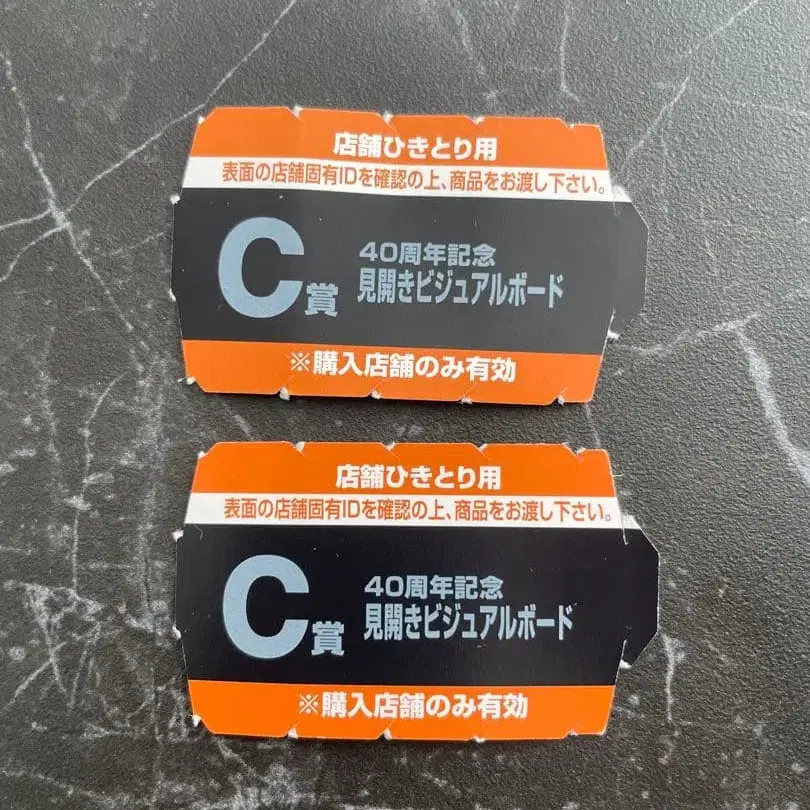 店舗ひきとり用
表面の店舗固有IDを確認の上、商品をお渡し下さい。
C賞
40周年記念
見開きビジュアルボード
※購入店舗のみ有効
店舗ひきとり用
表面の店舗固有IDを確認の上、商品をお渡し下さい。
C賞
40周年記念
見開きビジュアルボード
※購入店舗のみ有効